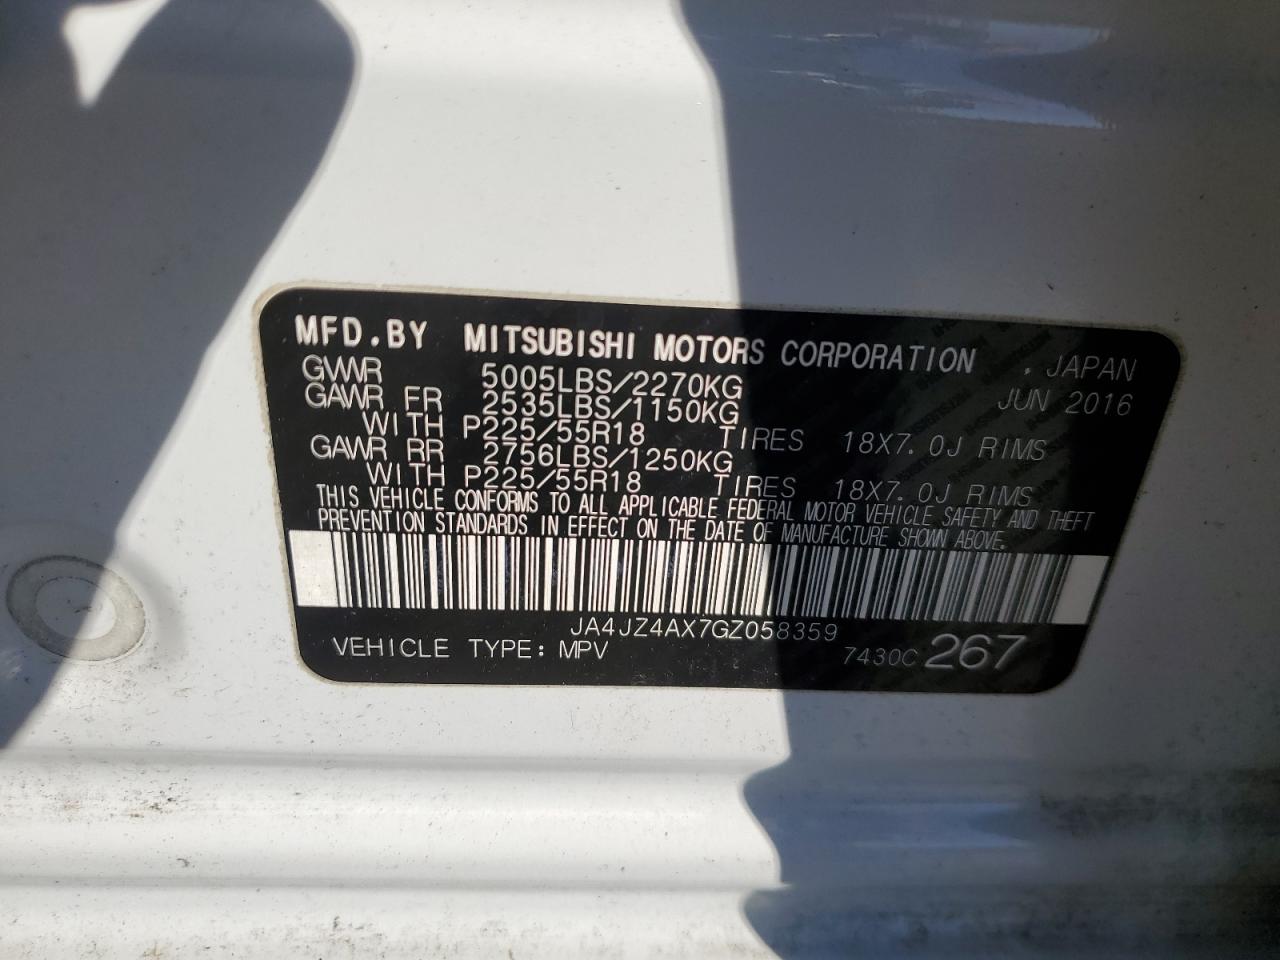 MFD.BY MITSUBISHI MOTORS CORPORATION . JAPAN
GVWR 5005LBS/2270KG JUN 2016
GAWR FR 2535LBS/1150KG
WITH P225/55R18 TIRES 18X7.0J RIMS
GAWR RR 2756LBS/1250KG
WITH P225/55R18 TIRES 18X7.0J RIMS
THIS VEHICLE CONFORMS TO ALL APPLICABLE FEDERAL MOTOR VEHICLE SAFETY AND THEFT
PREVENTION STANDARDS IN EFFECT ON THE DATE OF MANUFACTURE SHOWN ABOVE.
JA4JZ4AX7GZ058359
VEHICLE TYPE: MPV 7430C 267